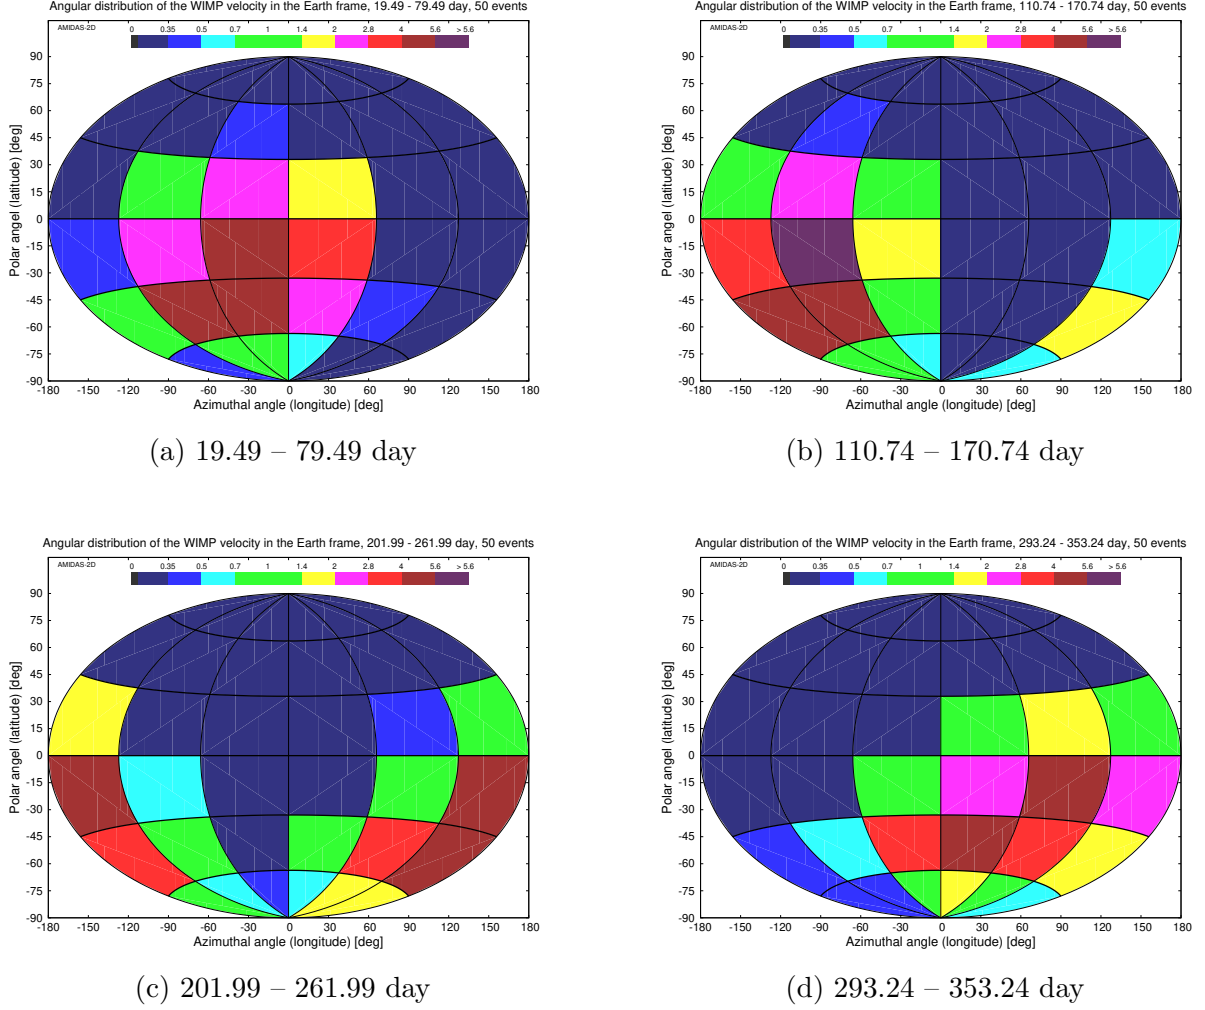 Angular distribution of the WIMP velocity in the Earth frame, 19.49 - 79.49 day, 50 events
AMIDAS-2D
0 0.35 0.5 0.7 1 1.4 2 2.8 4 5.6 > 5.6
90
75
60
45
30
15
0
-15
-30
-45
-60
-75
-90
Polar angel (latitude) [deg]
-180 -150 -120 -90 -60 -30 0 30 60 90 120 150 180
Azimuthal angle (longitude) [deg]
(a) 19.49 – 79.49 day
Angular distribution of the WIMP velocity in the Earth frame, 110.74 - 170.74 day, 50 events
AMIDAS-2D
0 0.35 0.5 0.7 1 1.4 2 2.8 4 5.6 > 5.6
90
75
60
45
30
15
0
-15
-30
-45
-60
-75
-90
Polar angel (latitude) [deg]
-180 -150 -120 -90 -60 -30 0 30 60 90 120 150 180
Azimuthal angle (longitude) [deg]
(b) 110.74 – 170.74 day
Angular distribution of the WIMP velocity in the Earth frame, 201.99 - 261.99 day, 50 events
AMIDAS-2D
0 0.35 0.5 0.7 1 1.4 2 2.8 4 5.6 > 5.6
90
75
60
45
30
15
0
-15
-30
-45
-60
-75
-90
Polar angel (latitude) [deg]
-180 -150 -120 -90 -60 -30 0 30 60 90 120 150 180
Azimuthal angle (longitude) [deg]
(c) 201.99 – 261.99 day
Angular distribution of the WIMP velocity in the Earth frame, 293.24 - 353.24 day, 50 events
AMIDAS-2D
0 0.35 0.5 0.7 1 1.4 2 2.8 4 5.6 > 5.6
90
75
60
45
30
15
0
-15
-30
-45
-60
-75
-90
Polar angel (latitude) [deg]
-180 -150 -120 -90 -60 -30 0 30 60 90 120 150 180
Azimuthal angle (longitude) [deg]
(d) 293.24 – 353.24 day